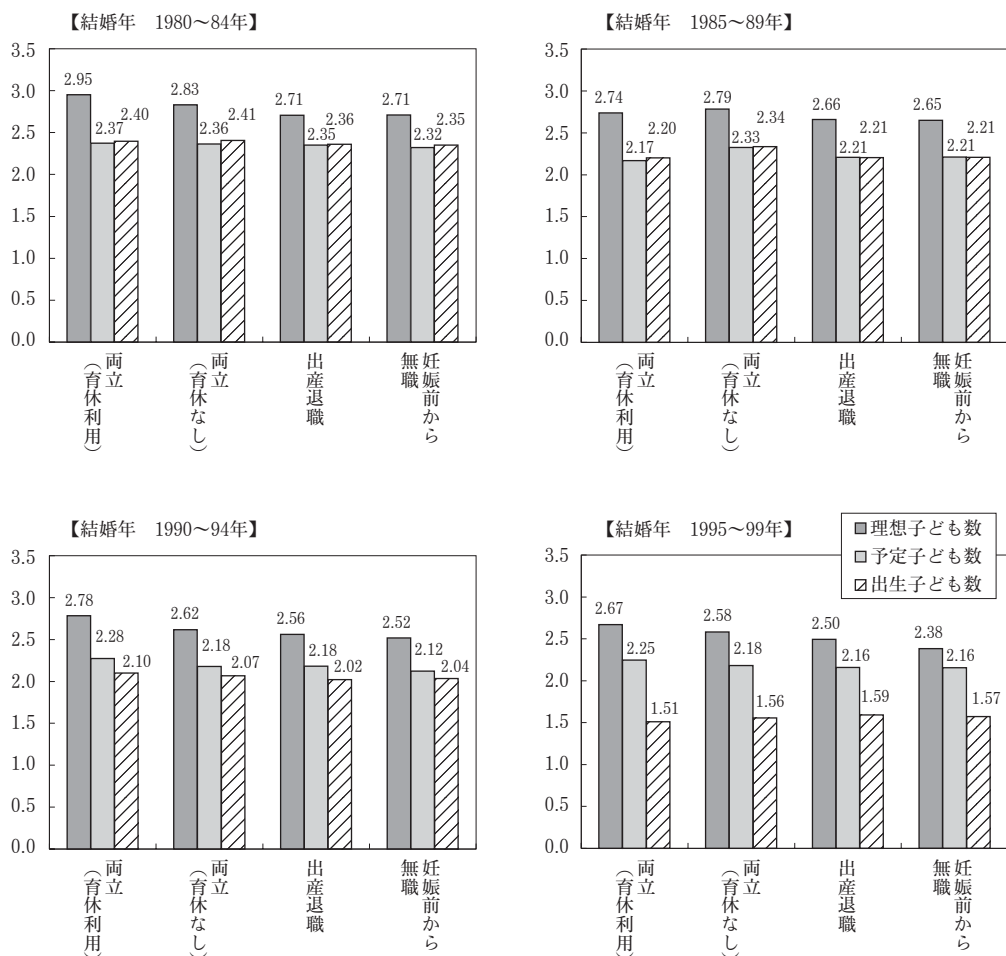 【結婚年　1980～84年】
3.5
3.0
2.5
2.0
1.5
1.0
0.5
0.0
2.95
2.37
2.40
2.83
2.36
2.41
2.71
2.35
2.36
2.71
2.32
2.35
両立
（育休利用）
両立
（育休なし）
出産退職
妊娠前から
無職
【結婚年　1985～89年】
3.5
3.0
2.5
2.0
1.5
1.0
0.5
0.0
2.74
2.17
2.20
2.79
2.33
2.34
2.66
2.21
2.21
2.65
2.21
2.21
両立
（育休利用）
両立
（育休なし）
出産退職
妊娠前から
無職
【結婚年　1990～94年】
3.5
3.0
2.5
2.0
1.5
1.0
0.5
0.0
2.78
2.28
2.10
2.62
2.18
2.07
2.56
2.18
2.02
2.52
2.12
2.04
両立
（育休利用）
両立
（育休なし）
出産退職
妊娠前から
無職
【結婚年　1995～99年】
理想子ども数
予定子ども数
出生子ども数
3.5
3.0
2.5
2.0
1.5
1.0
0.5
0.0
2.67
2.25
1.51
2.58
2.18
1.56
2.50
2.16
1.59
2.38
2.16
1.57
両立
（育休利用）
両立
（育休なし）
出産退職
妊娠前から
無職